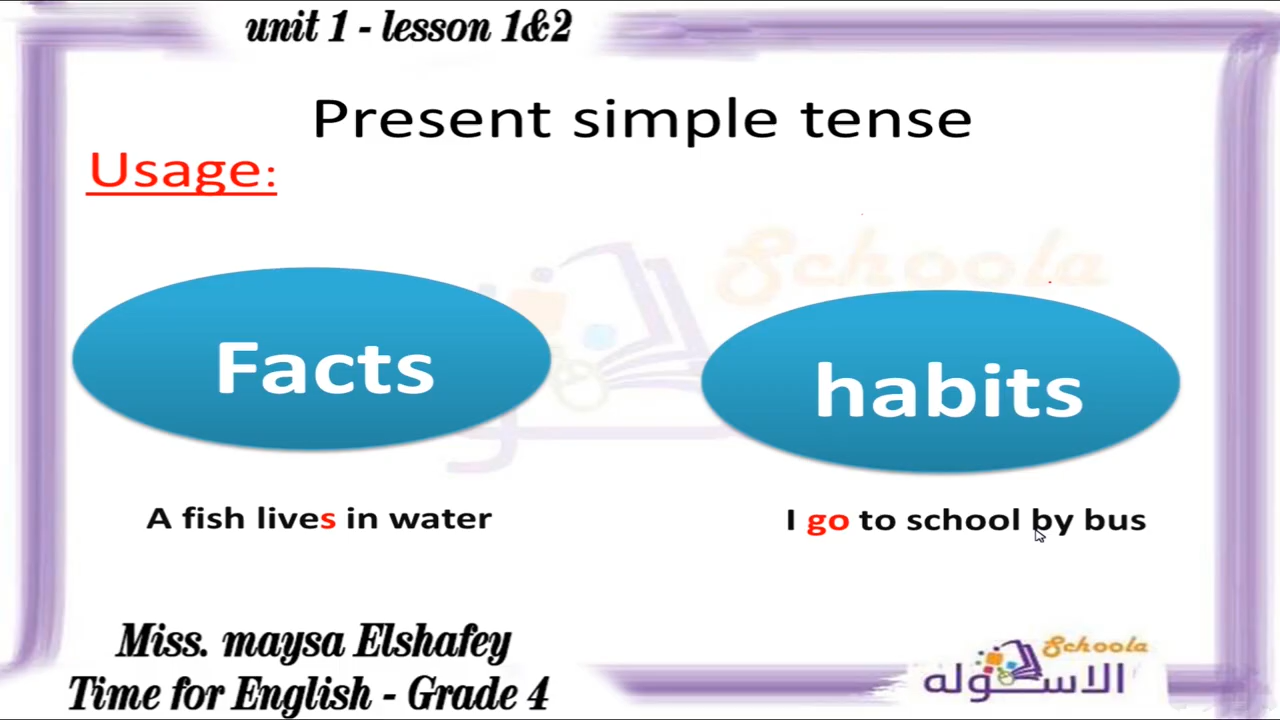 unit 1 - lesson 1&2
Present simple tense
Usage:
Schoola
Facts
habits
A fish lives in water
I go to school by bus
Miss. maysa Elshafey
Time for English - Grade 4
Schoola
الاسكوله